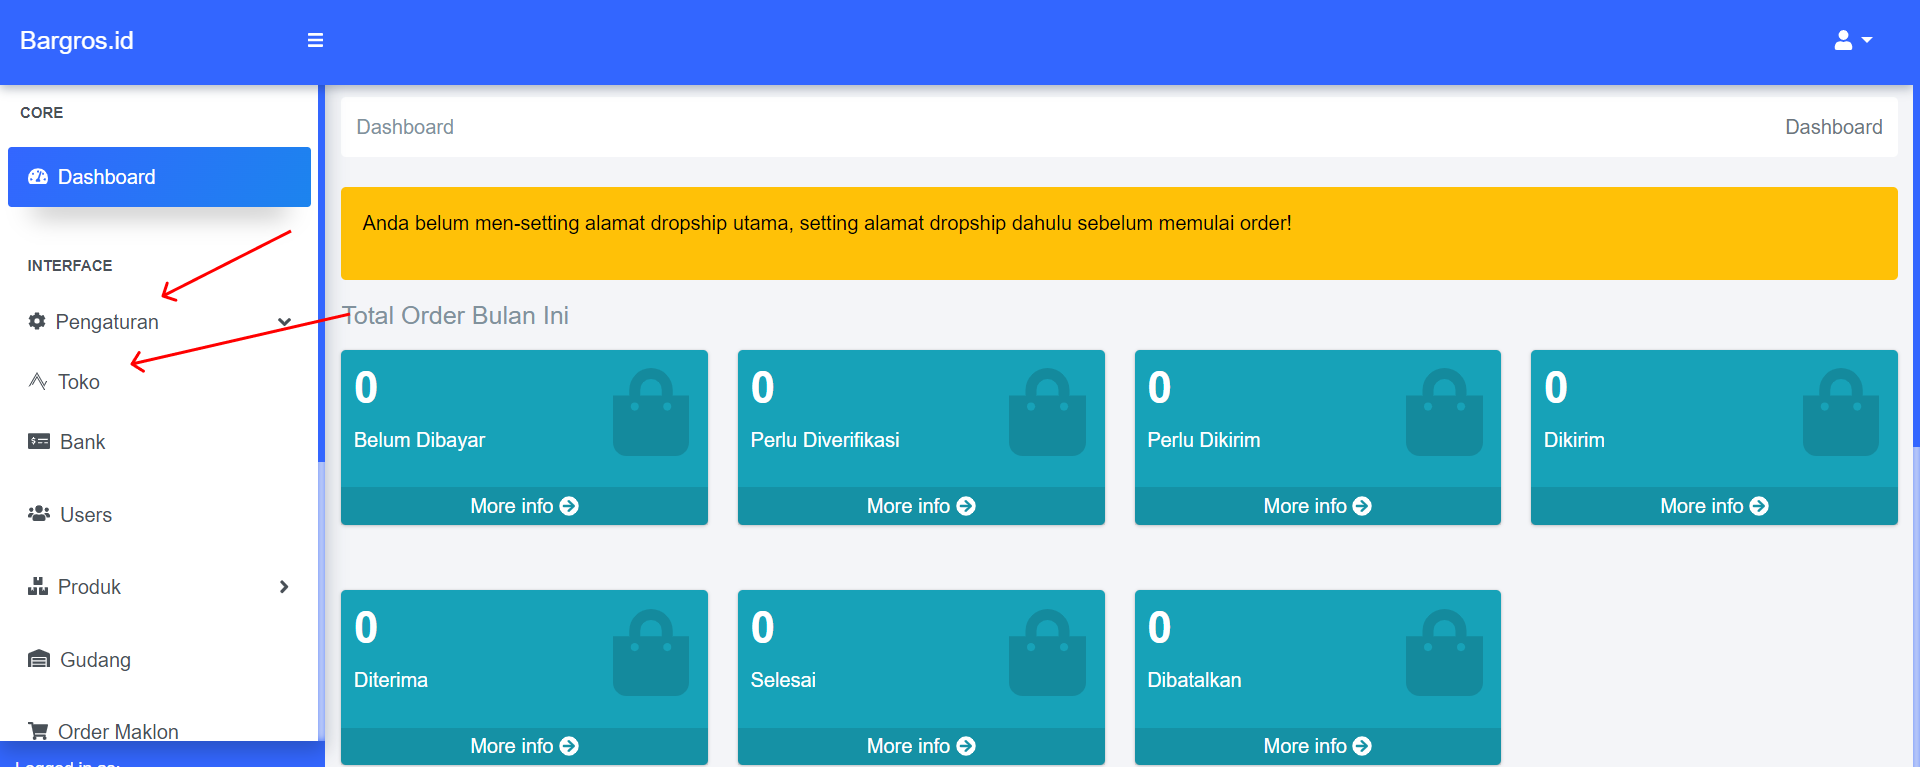 Bargros.id
CORE
Dashboard
INTERFACE
Pengaturan
Toko
Bank
Users
Produk
Gudang
Order Maklon
Logged in as:
Dashboard
Dashboard
Anda belum men-setting alamat dropship utama, setting alamat dropship dahulu sebelum memulai order!
Total Order Bulan Ini
0
Belum Dibayar
More info
0
Perlu Diverifikasi
More info
0
Perlu Dikirim
More info
0
Dikirim
More info
0
Diterima
More info
0
Selesai
More info
0
Dibatalkan
More info